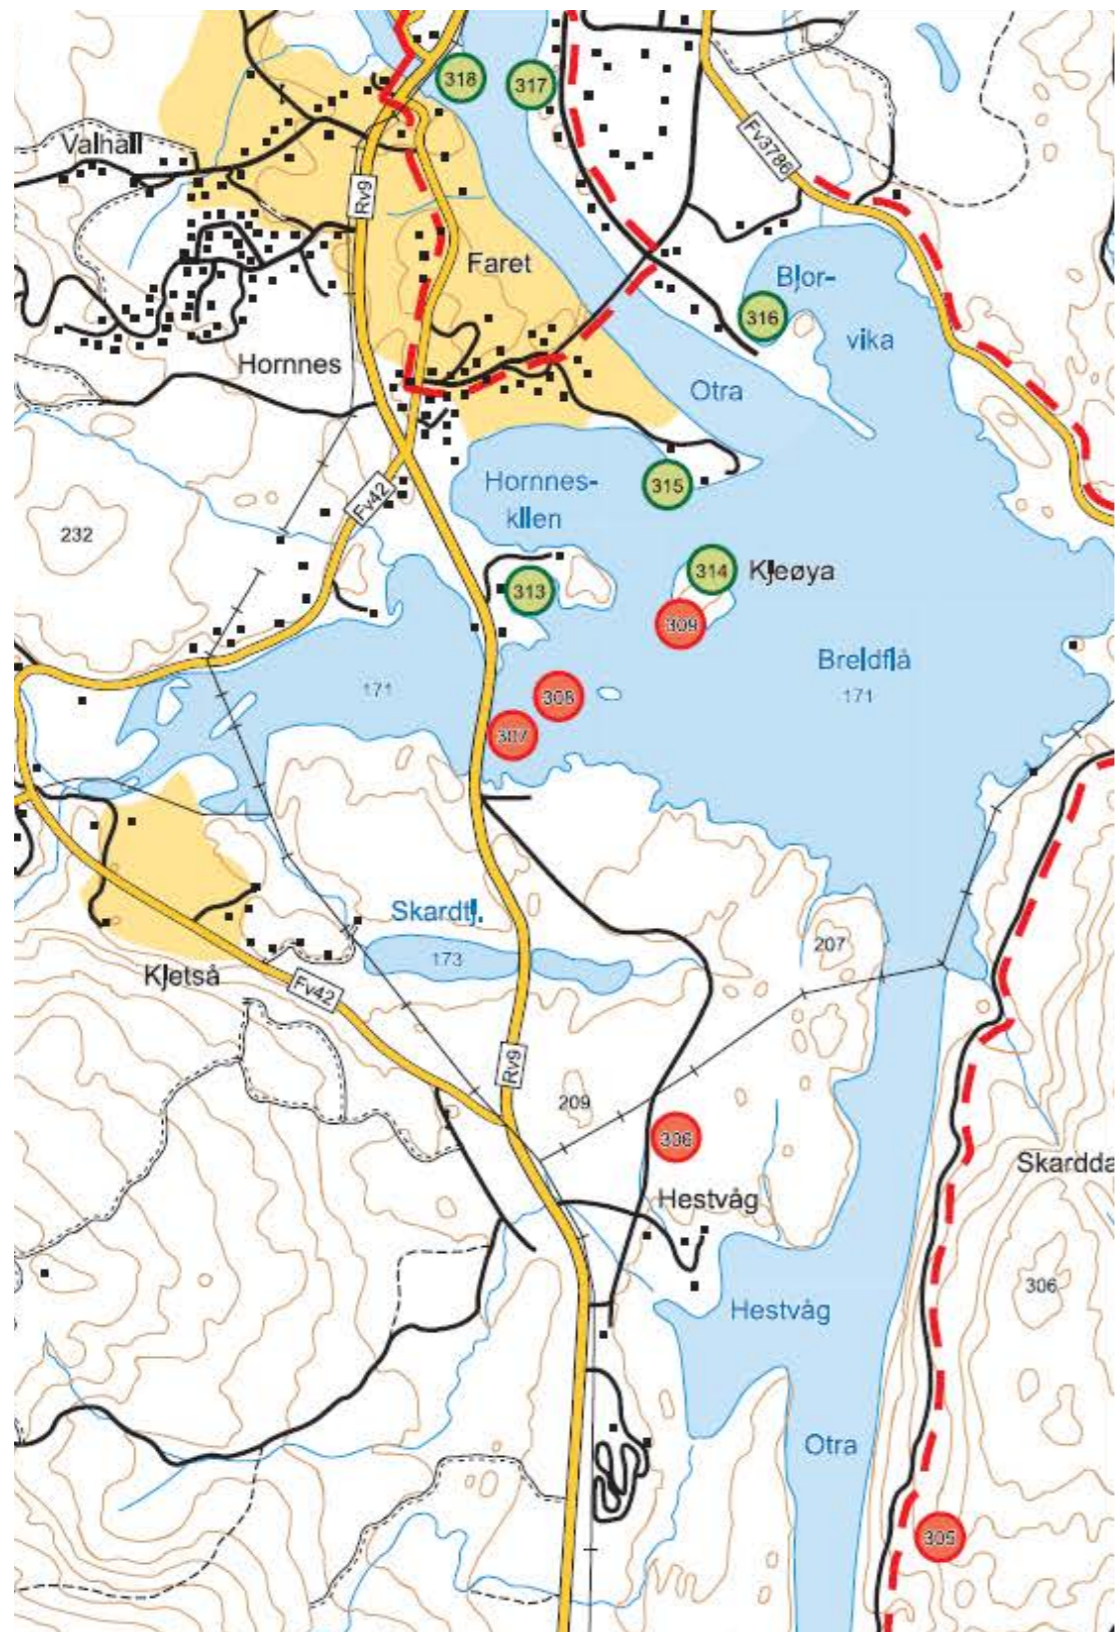 318
317
Valhall
Fv3786
Rv9
Faret
Bjor-
316
vika
Hornnes
Otra
Hornnes-
kilen
315
Fv42
232
314
Kjeøya
313
309
Breidflå
171
171
308
307
Skardtj.
173
207
Kjetså
Fv42
Rv9
209
306
Skardda
Hestvåg
306
Hestvåg
Otra
305